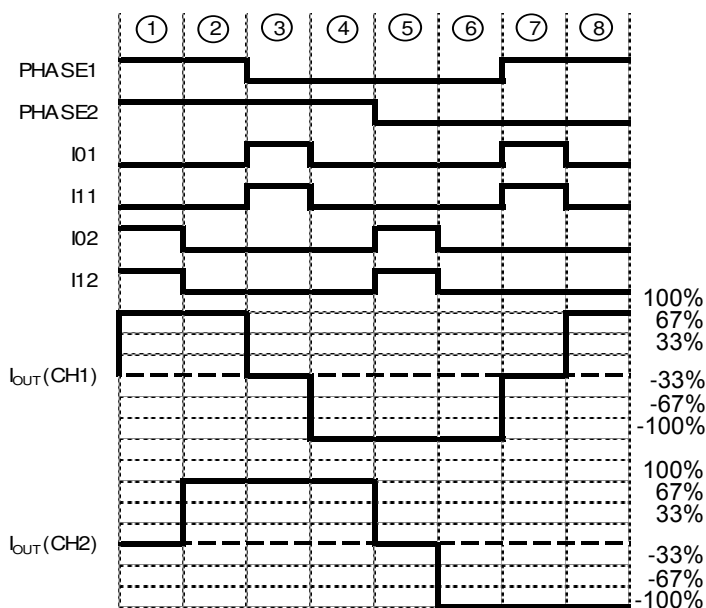 ① ② ③ ④ ⑤ ⑥ ⑦ ⑧
PHASE1
PHASE2
I01
I11
I02
I12
100%
67%
33%
IOUT(CH1)
-33%
-67%
-100%
100%
67%
33%
IOUT(CH2)
-33%
-67%
-100%